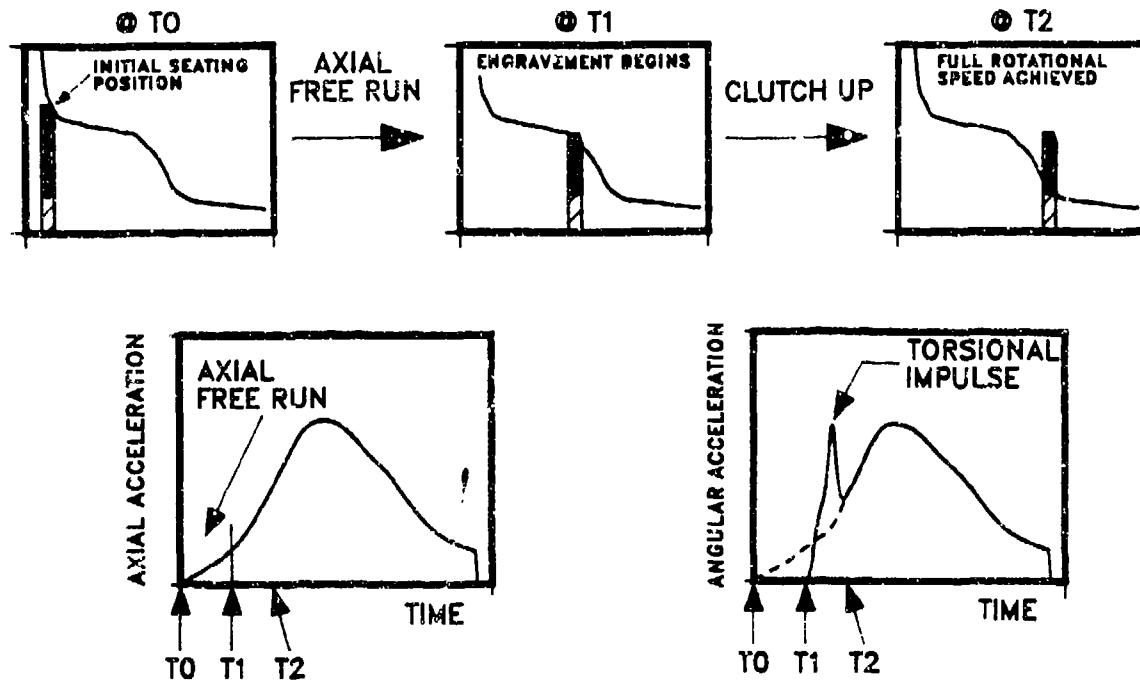 @ T0
INITIAL SEATING
POSITION
AXIAL
FREE RUN
@ T1
ENGRAVEMENT BEGINS
CLUTCH UP
@ T2
FULL ROTATIONAL
SPEED ACHIEVED
AXIAL ACCELERATION
AXIAL
FREE RUN
TIME
T0 T1 T2
ANGULAR ACCELERATION
TORSIONAL
IMPULSE
TIME
T0 T1 T2